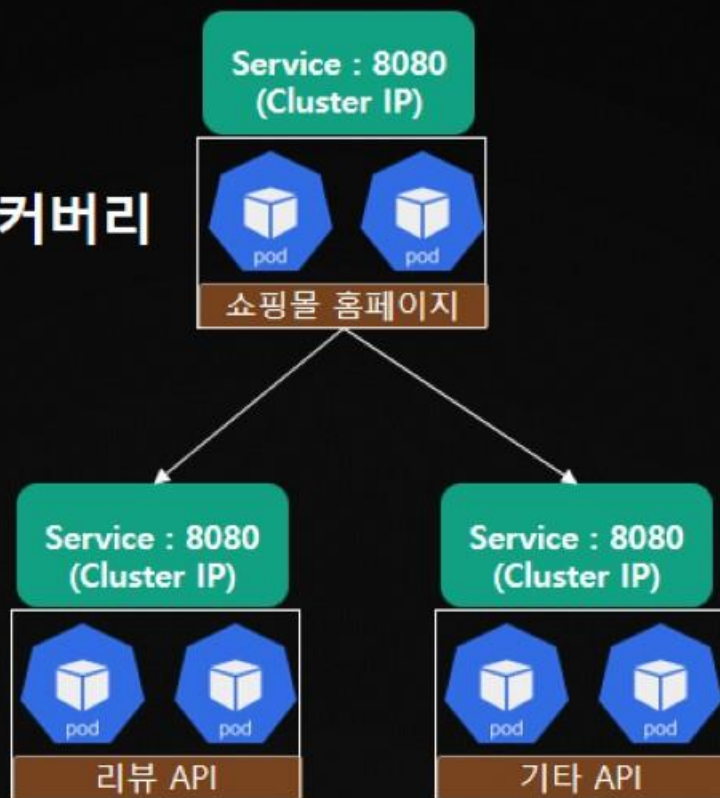 Service : 8080
(Cluster IP)
커버리
pod
pod
쇼핑몰 홈페이지
Service : 8080
(Cluster IP)
Service : 8080
(Cluster IP)
pod
pod
pod
pod
리뷰 API
기타 API